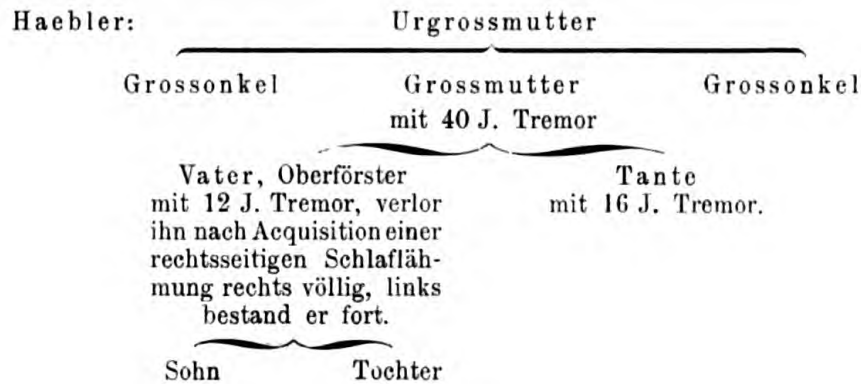 Haebler: Urgrossmutter
Grossonkel Grossmutter Grossonkel
mit 40 J. Tremor
Vater, Oberförster Tante
mit 12 J. Tremor, verlor mit 16 J. Tremor.
ihn nach Acquisition einer
rechtsseitigen Schlafläh-
mung rechts völlig, links
bestand er fort.
Sohn Tochter